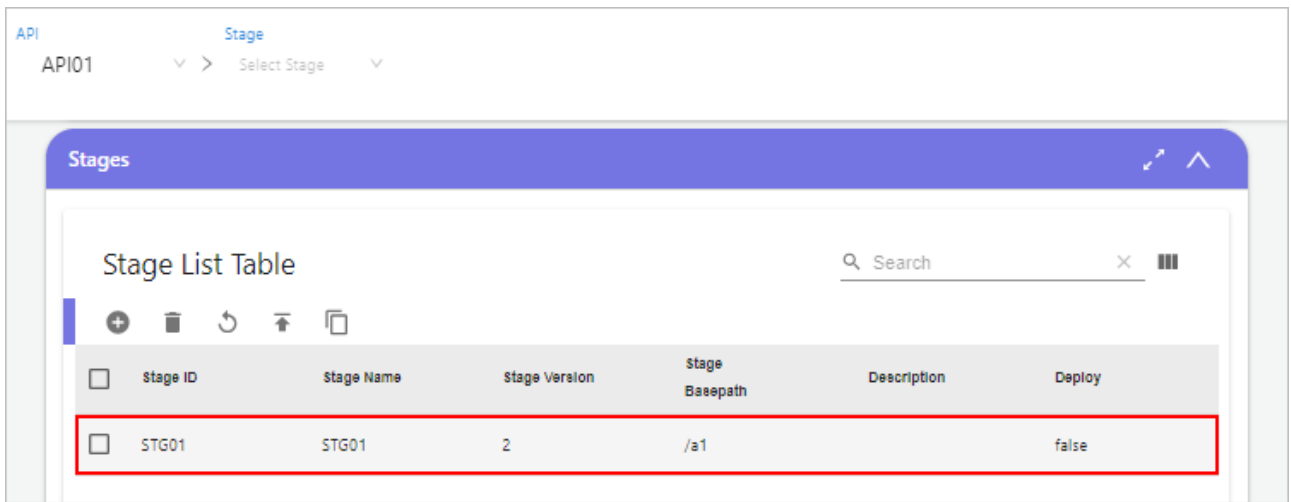 API Stage
API01 > Select Stage
Stages
Stage List Table Search
Stage ID Stage Name Stage Version Stage Basepath Description Deploy
STG01 STG01 2 /a1 false